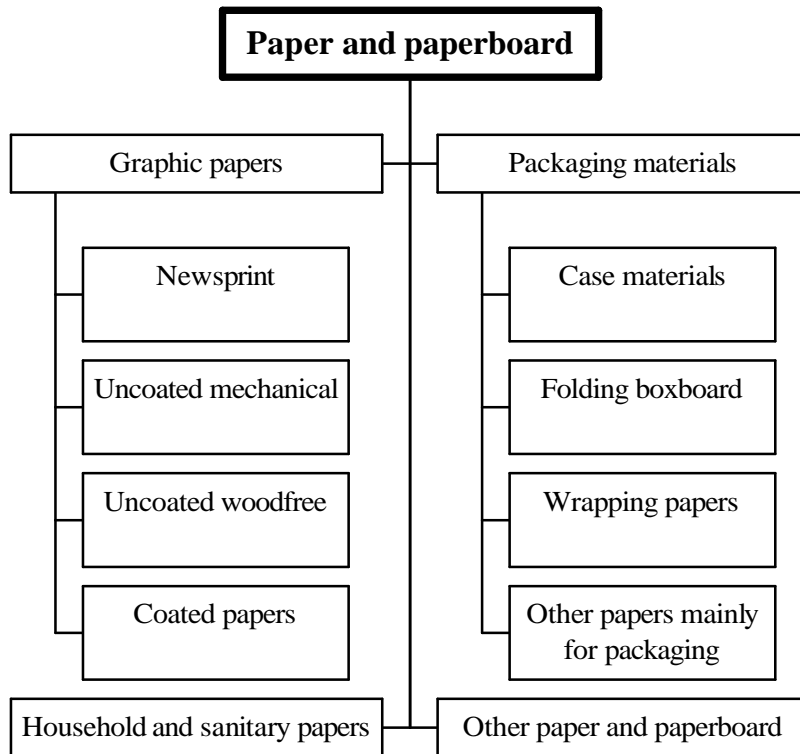 Paper and paperboard
Graphic papers
Packaging materials
Newsprint
Case materials
Uncoated mechanical
Folding boxboard
Uncoated woodfree
Wrapping papers
Coated papers
Other papers mainly
for packaging
Household and sanitary papers
Other paper and paperboard